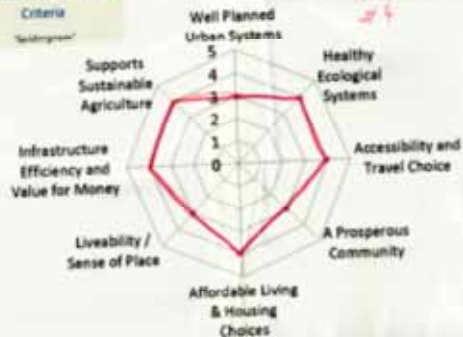 Criteria
Well Planned
Urban Systems
#4
5
4
3
2
1
0
Healthy
Ecological
Systems
Accessibility and
Travel Choice
A Prosperous
Community
Affordable Living
& Housing
Choices
Liveability /
Sense of Place
Infrastructure
Efficiency and
Value for Money
Supports
Sustainable
Agriculture